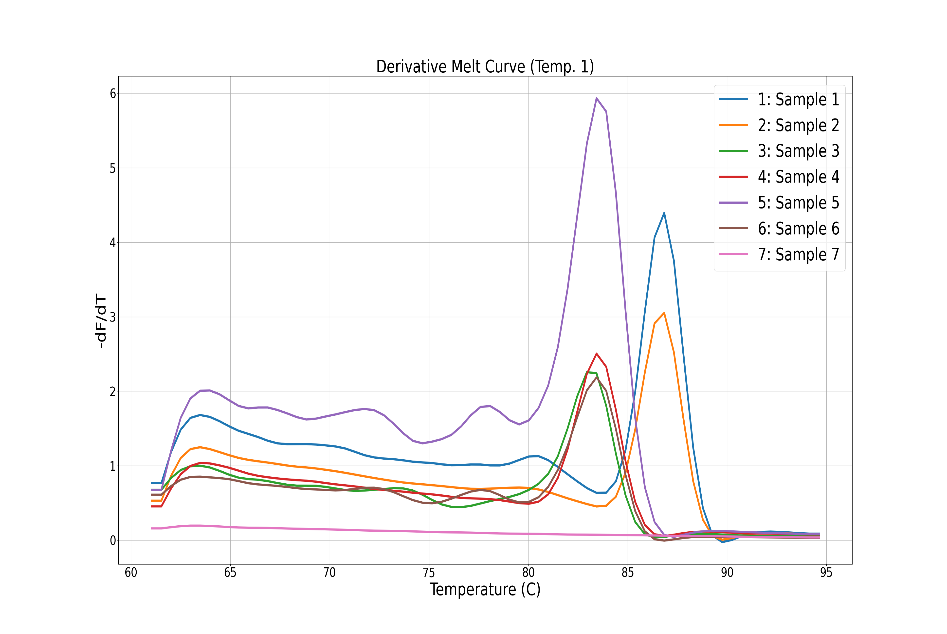 Derivative Melt Curve (Temp. 1)
6
5
4
3
2
1
0
-dF/dT
1: Sample 1
2: Sample 2
3: Sample 3
4: Sample 4
5: Sample 5
6: Sample 6
7: Sample 7
60 65 70 75 80 85 90 95
Temperature (C)